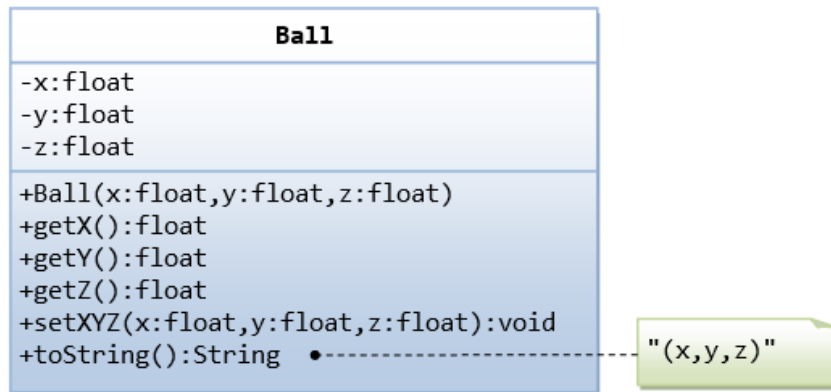 Ball
-x:float
-y:float
-z:float
+Ball(x:float,y:float,z:float)
+getX():float
+getY():float
+getZ():float
+setXYZ(x:float,y:float,z:float):void
+toString():String
"(x,y,z)"